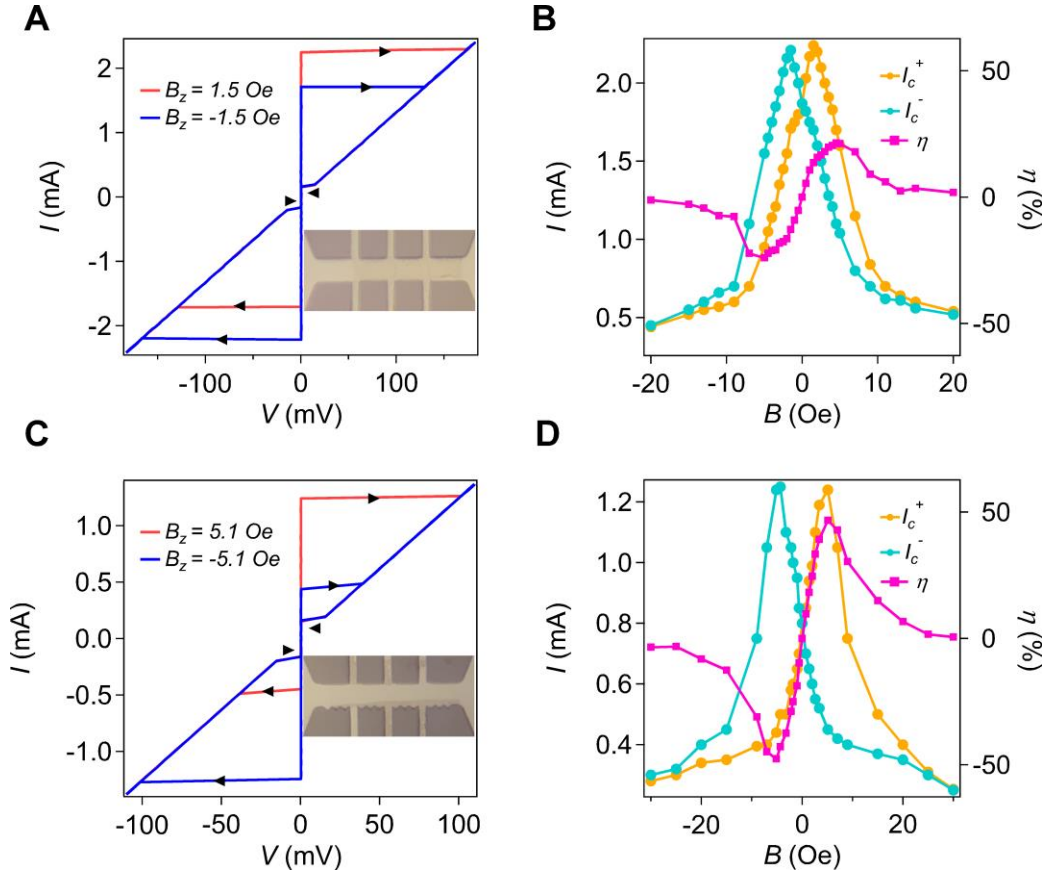 A
I (mA)
2
1
0
-1
-2
B_z = 1.5 Oe
B_z = -1.5 Oe
-100
0
100
V (mV)
B
I (mA)
2.0
1.5
1.0
0.5
I_c^+
I_c^-
η
50
0
-50
η (%)
-20
-10
0
10
20
B (Oe)
C
I (mA)
1.0
0.5
0.0
-0.5
-1.0
B_z = 5.1 Oe
B_z = -5.1 Oe
-100
-50
0
50
100
V (mV)
D
I (mA)
1.2
1.0
0.8
0.6
0.4
I_c^+
I_c^-
η
50
0
-50
η (%)
-20
0
20
B (Oe)